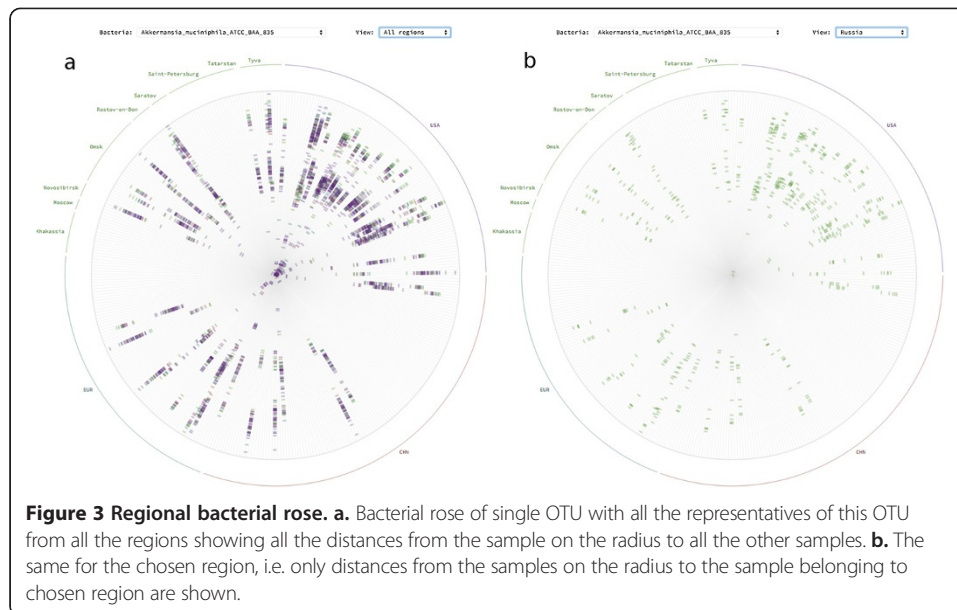 Bacteria: Akkermansia_muciniphila_ATCC_BAA_835 View: All regions
Bacteria: Akkermansia_muciniphila_ATCC_BAA_835 View: Russia
a
Tyva
Tatarstan
Saint-Petersburg
Saratov
Rostov-on-Don
Omsk
Novosibirsk
Moscow
Khakassia
USA
EUR
CHN
b
Tyva
Tatarstan
Saint-Petersburg
Saratov
Rostov-on-Don
Omsk
Novosibirsk
Moscow
Khakassia
USA
EUR
CHN
Figure 3 Regional bacterial rose. a. Bacterial rose of single OTU with all the representatives of this OTU
from all the regions showing all the distances from the sample on the radius to all the other samples. b. The
same for the chosen region, i.e. only distances from the samples on the radius to the sample belonging to
chosen region are shown.